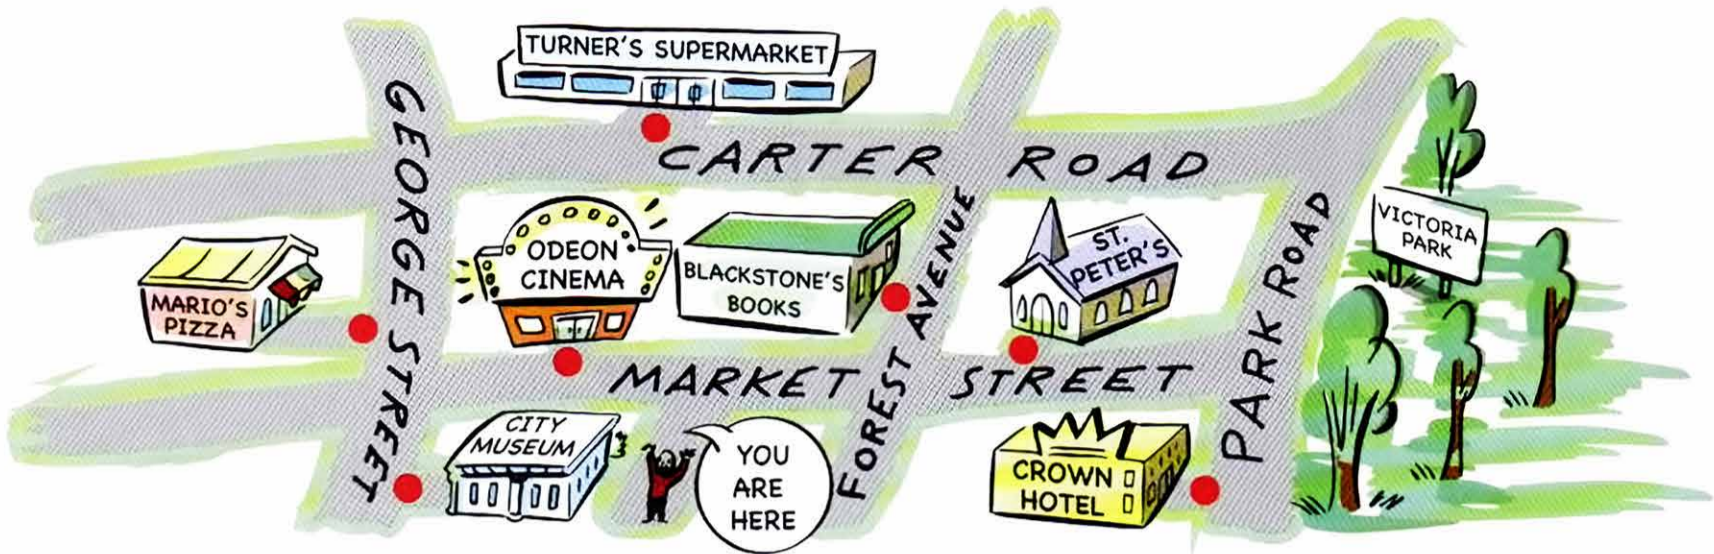 TURNER'S SUPERMARKET
GEORGE STREET
CARTER ROAD
MARIO'S
PIZZA
ODEON
CINEMA
BLACKSTONE'S
BOOKS
FOREST AVENUE
ST.
PETER'S
PARK ROAD
VICTORIA
PARK
MARKET STREET
CITY
MUSEUM
YOU
ARE
HERE
CROWN
HOTEL